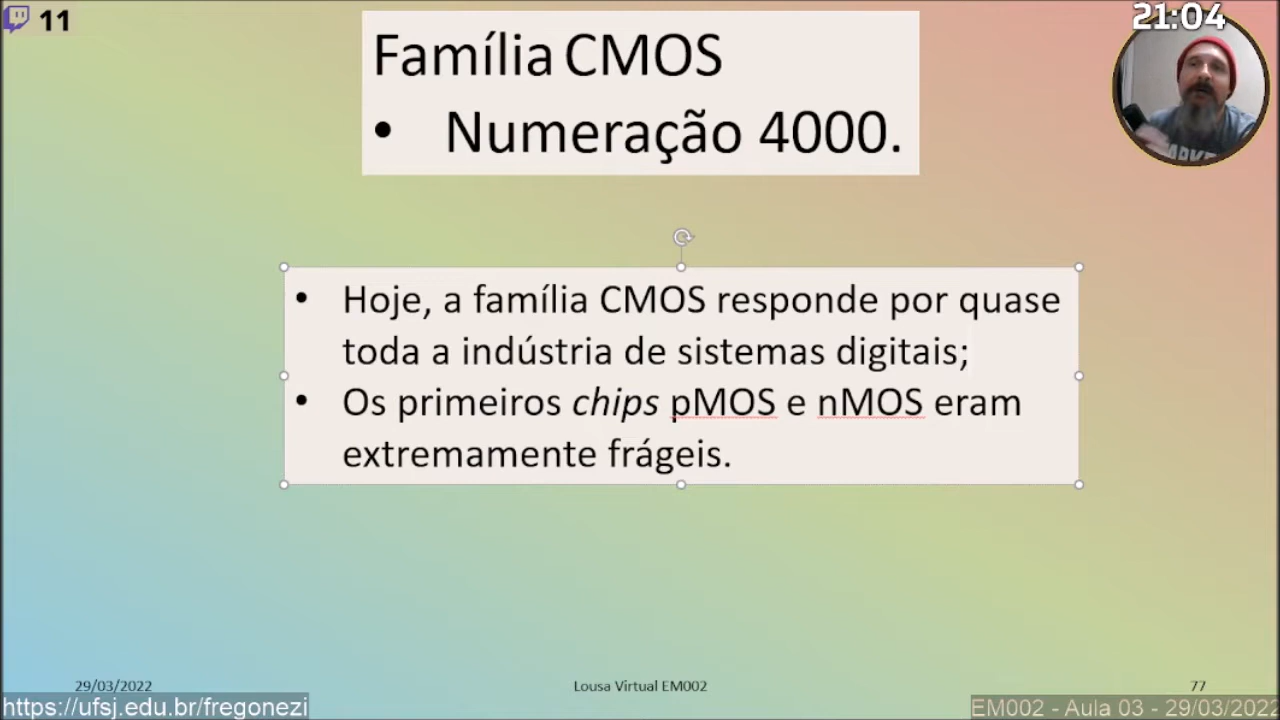 11
21:04
Família CMOS
• Numeração 4000.
• Hoje, a família CMOS responde por quase
toda a indústria de sistemas digitais;
• Os primeiros chips pMOS e nMOS eram
extremamente frágeis.
29/03/2022
Lousa Virtual EM002
77
https://ufsj.edu.br/fregonezi
EM002 - Aula 03 - 29/03/2022